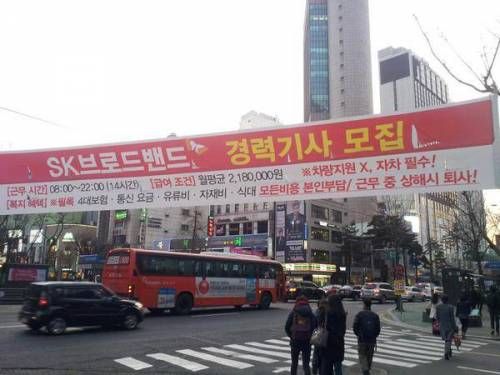 SK브로드밴드 경력기사 모집
[근무 시간] 08:00~22:00 (14시간) [급여 조건] 월평균 2,180,000원 ※차량지원 X, 자차 필수!
[복지 혜택] ※필독 4대보험·통신 요금·유류비·자재비·식대 모든비용 본인부담/ 근무 중 상해시 퇴사!